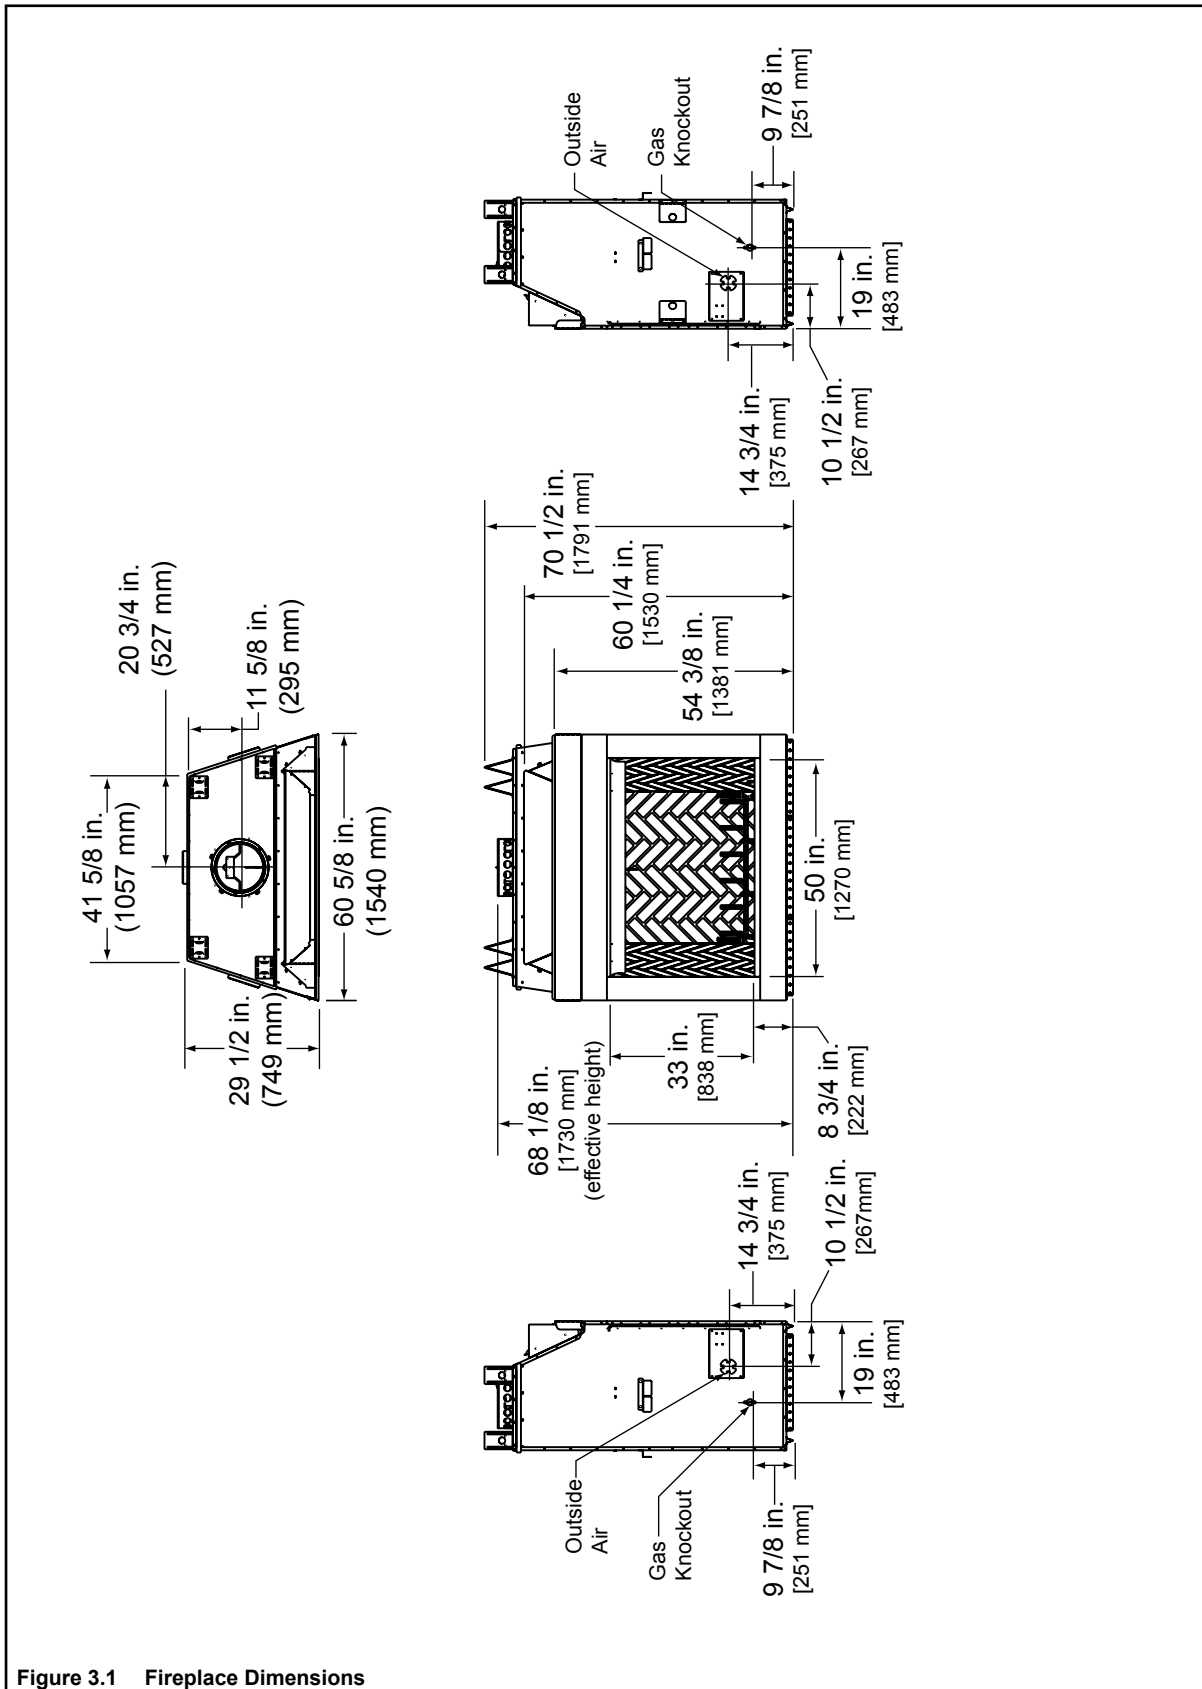 20 3/4 in.
(527 mm)
11 5/8 in.
(295 mm)
41 5/8 in.
(1057 mm)
60 5/8 in.
(1540 mm)
29 1/2 in.
(749 mm)
Outside
Air
Gas
Knockout
9 7/8 in.
[251 mm]
19 in.
[483 mm]
10 1/2 in.
[267 mm]
14 3/4 in.
[375 mm]
70 1/2 in.
[1791 mm]
60 1/4 in.
[1530 mm]
54 3/8 in.
[1381 mm]
50 in.
[1270 mm]
33 in.
[838 mm]
8 3/4 in.
[222 mm]
68 1/8 in.
[1730 mm]
(effective height)
14 3/4 in.
[375 mm]
10 1/2 in.
[267mm]
19 in.
[483 mm]
Outside
Air
Gas
Knockout
9 7/8 in.
[251 mm]
Figure 3.1 Fireplace Dimensions